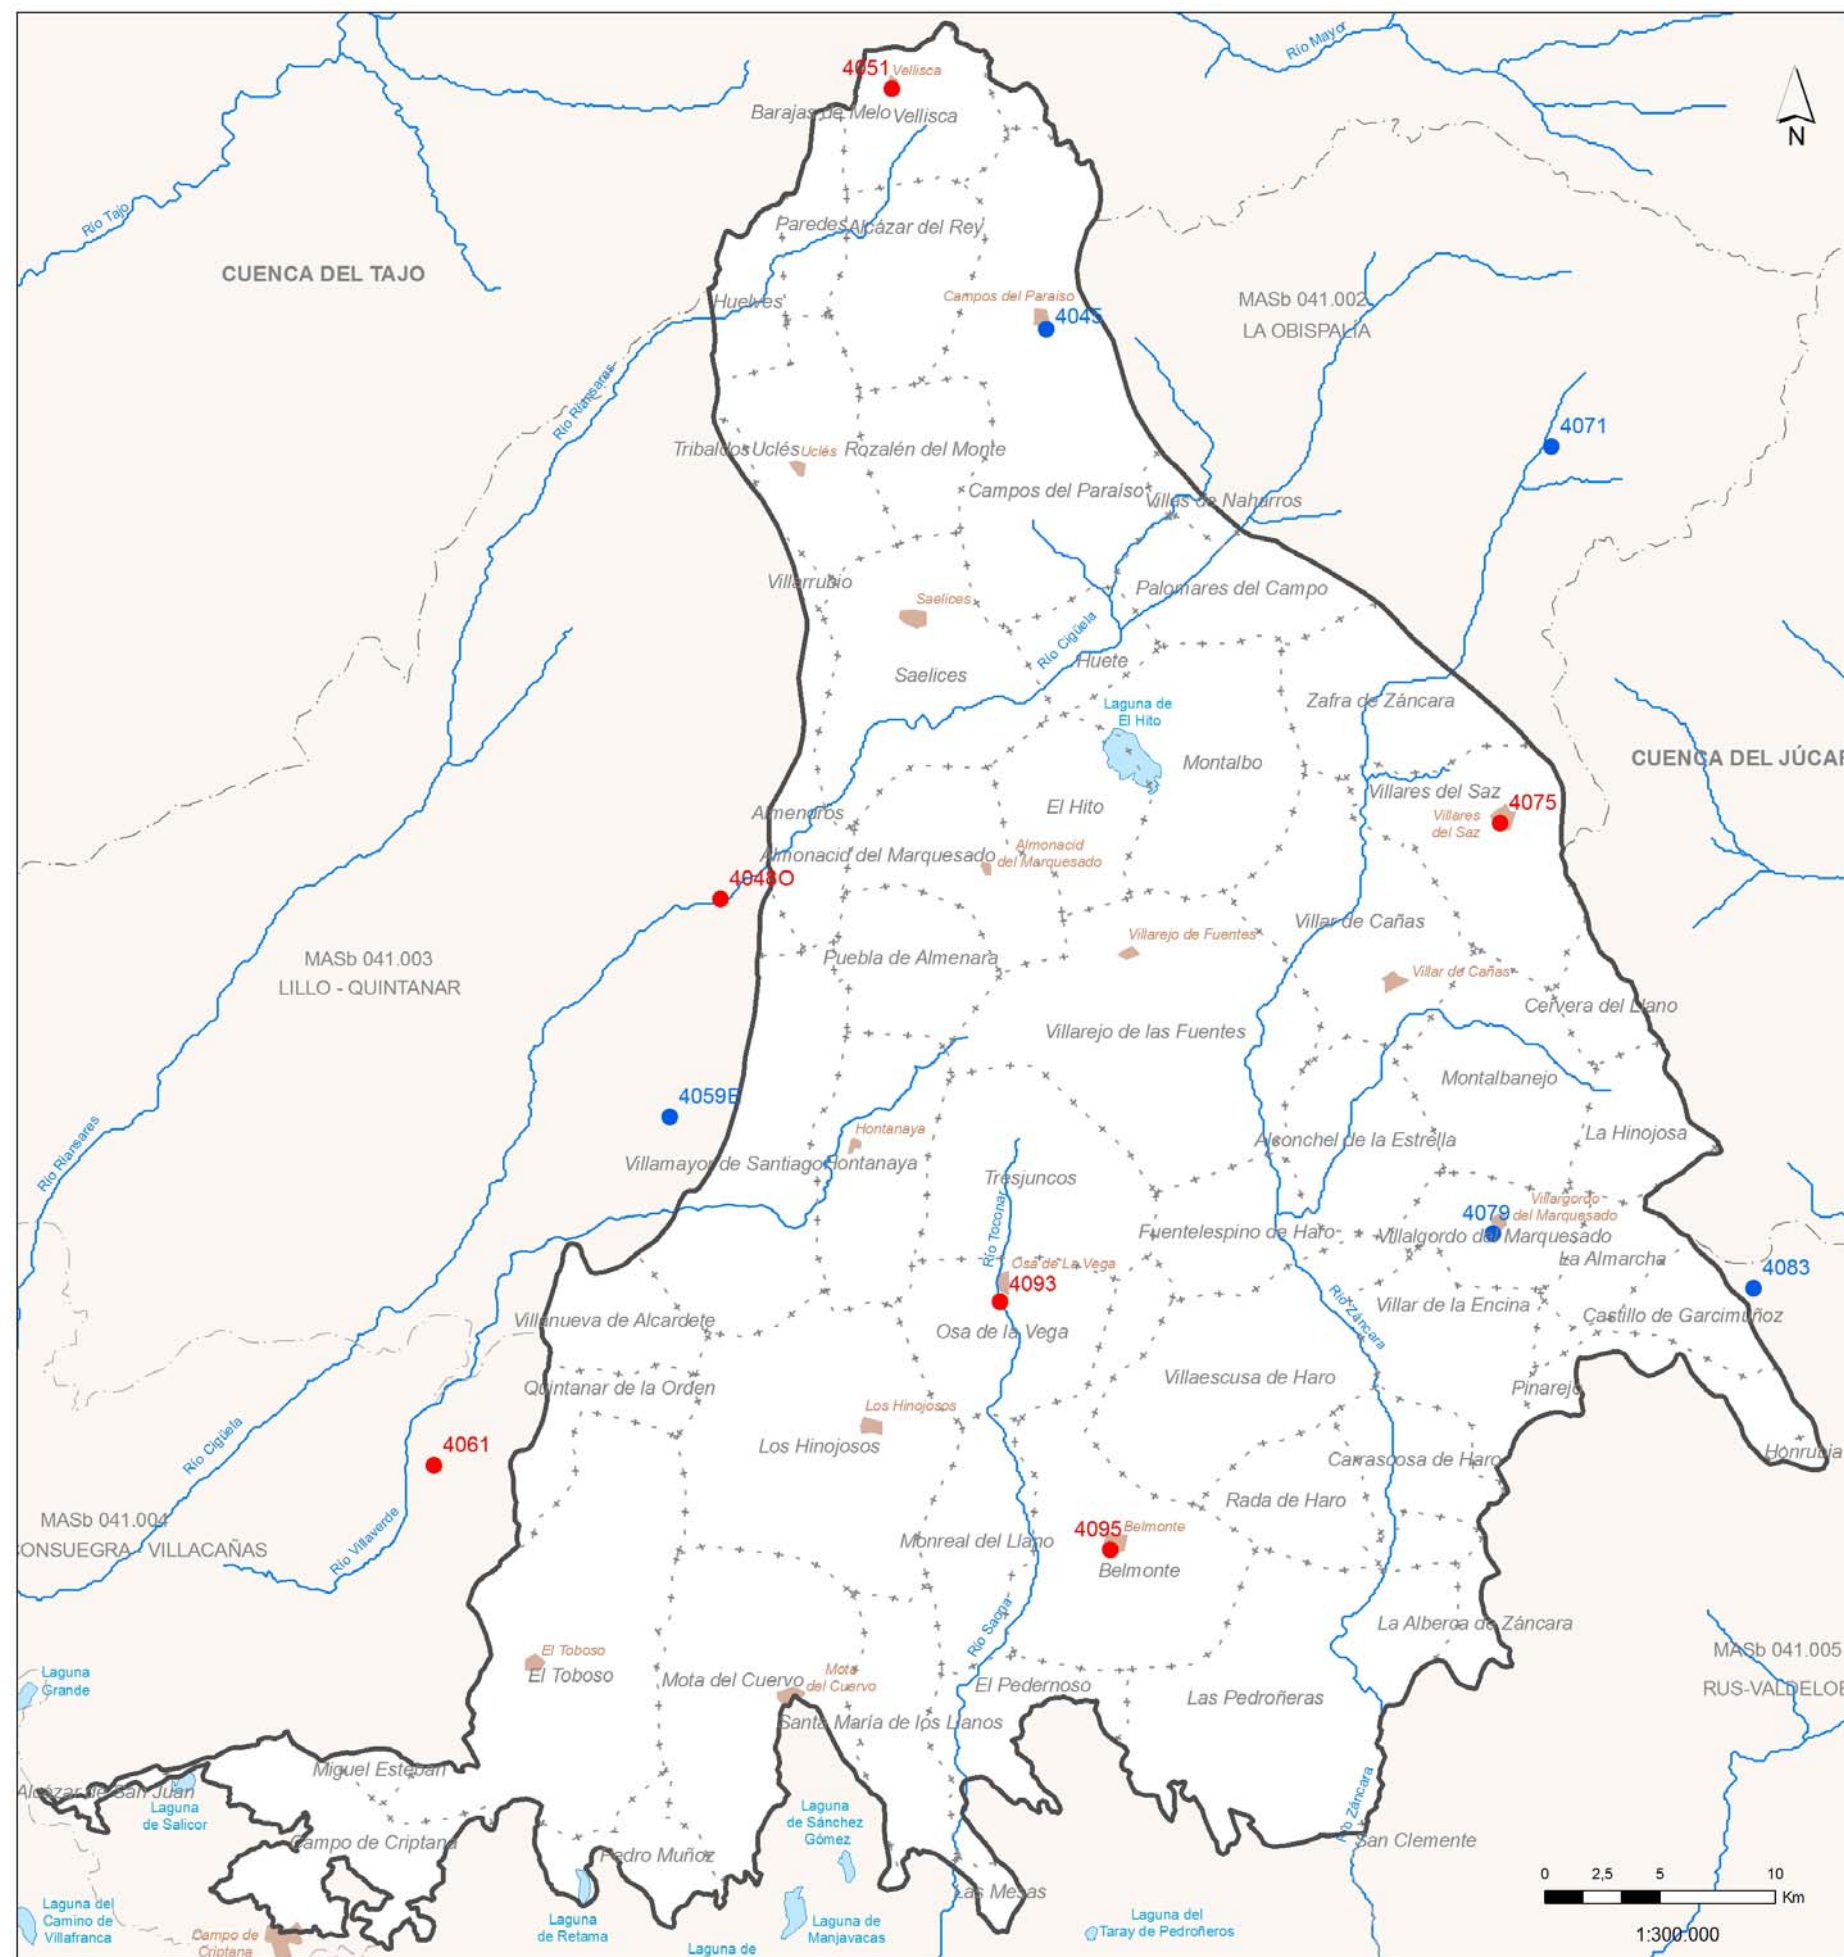 Río Mayor
4051
Vellisca
Barajas de Melo
Vellisca
N
Río Tajo
Paredes
Alcázar del Rey
CUENCA DEL TAJO
Huelves
Campos del Paraiso
4045
MASb 041.002
LA OBISPALÍA
Río Riansares
4071
Tribaldos
Uclés
Uclés
Rozalén del Monte
Campos del Paraíso
Villas de Naharros
Villarrubio
Palomares del Campo
Saelices
Río Cigüela
Huete
Saelices
Zafra de Záncara
Laguna de
El Hito
Montalbo
CUENCA DEL JÚCAR
Villares del Saz
4075
Villares
del Saz
El Hito
Almendros
Almonacid del Marquesado
Almonacid
del Marquesado
4048O
Villar de Cañas
Villarejo de Fuentes
MASb 041.003
LILLO - QUINTANAR
Puebla de Almenara
Villar de Cañas
Cervera del Llano
Villarejo de las Fuentes
Montalbanejo
4059E
Hontanaya
Alconchel de la Estrella
La Hinojosa
Río Riansares
Villamayor de Santiago
Hontanaya
Tresjuncos
Río Toconar
Villargordo
del Marquesado
4079
Fuentelespino de Haro
Villalgordo del Marquesado
La Almarcha
Osa de La Vega
4093
4083
Villanueva de Alcardete
Osa de la Vega
Río Záncara
Villar de la Encina
Castillo de Garcimuñoz
Quintanar de la Orden
Villaescusa de Haro
Pinarejo
Los Hinojosos
Los Hinojosos
Río Cigüela
4061
Carrascosa de Haro
Honrubia
Rada de Haro
MASb 041.004
CONSUEGRA - VILLACAÑAS
Río Villaverde
Monreal del Llano
4095
Belmonte
Belmonte
La Alberca de Záncara
Río Saona
El Toboso
El Toboso
Mota del Cuervo
Mota
del Cuervo
El Pedernoso
Las Pedroñeras
MASb 041.005
RUS-VALDELOB
Laguna
Grande
Santa María de los Llanos
Miguel Esteban
Alcázar de San Juan
Laguna
de Salicor
Laguna
de Sánchez
Gómez
Río Záncara
Campo de Criptana
Pedro Muñoz
San Clemente
Las Mesas
0 2,5 5 10
Km
1:300.000
Laguna del
Camino de
Villafranca
Campo de
Criptana
Laguna
de Retama
Laguna de
Manjavacas
Laguna del
Taray de Pedroñeros
Laguna de